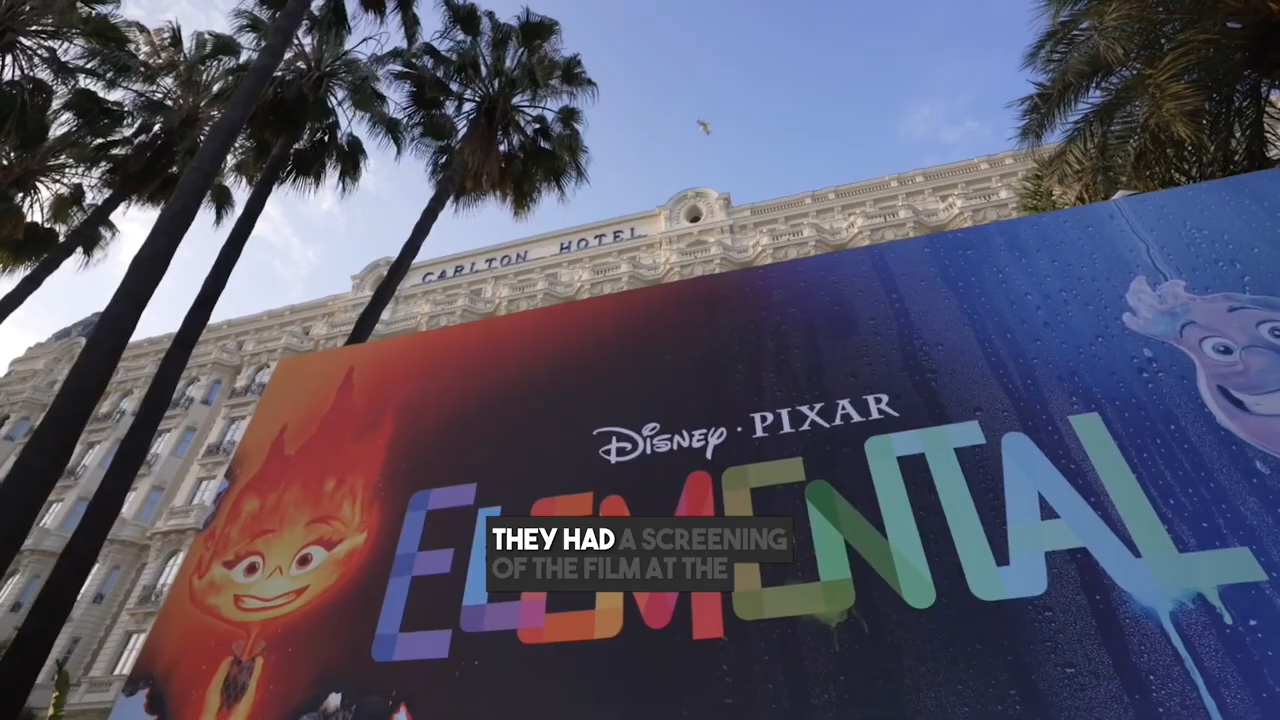 CARLTON HOTEL
DISNEY · PIXAR
ELEMENTAL
THEY HAD A SCREENING
OF THE FILM AT THE